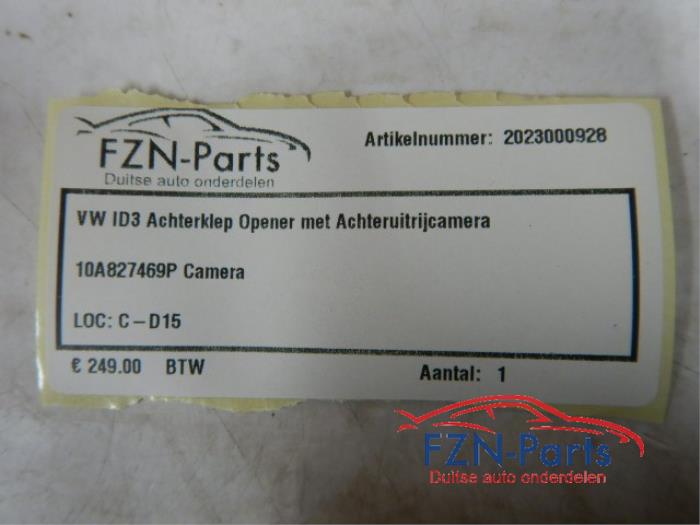 FZN-Parts
Duitse auto onderdelen
Artikelnummer: 2023000928
VW ID3 Achterklep Opener met Achteruitrijcamera
10A827469P Camera
LOC: C-D15
€ 249.00 BTW
Aantal: 1
FZN-Parts
Duitse auto onderdelen